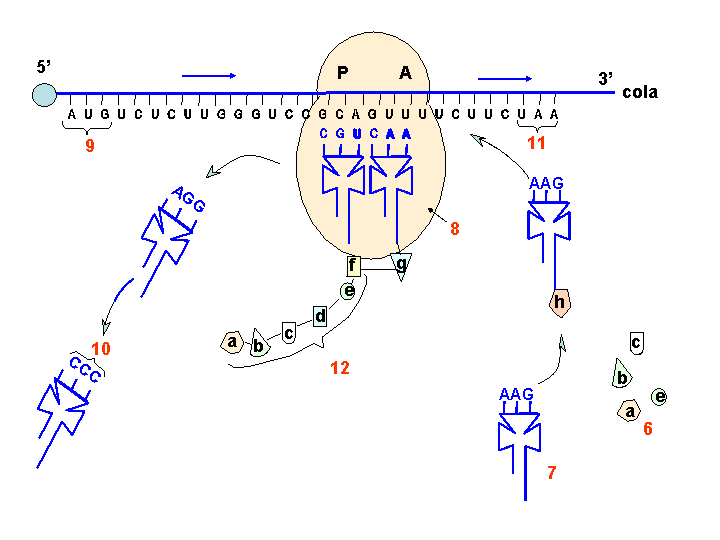 5'
P A
3'
cola
A U G U C U C U U G G G U C C G C A G U U U U C U U C U A A
C G U C A A
9
11
AGG
AAG
8
f g
e
h
d
c
a b
c
10
CCC
12
b
AAG
e
a
6
7